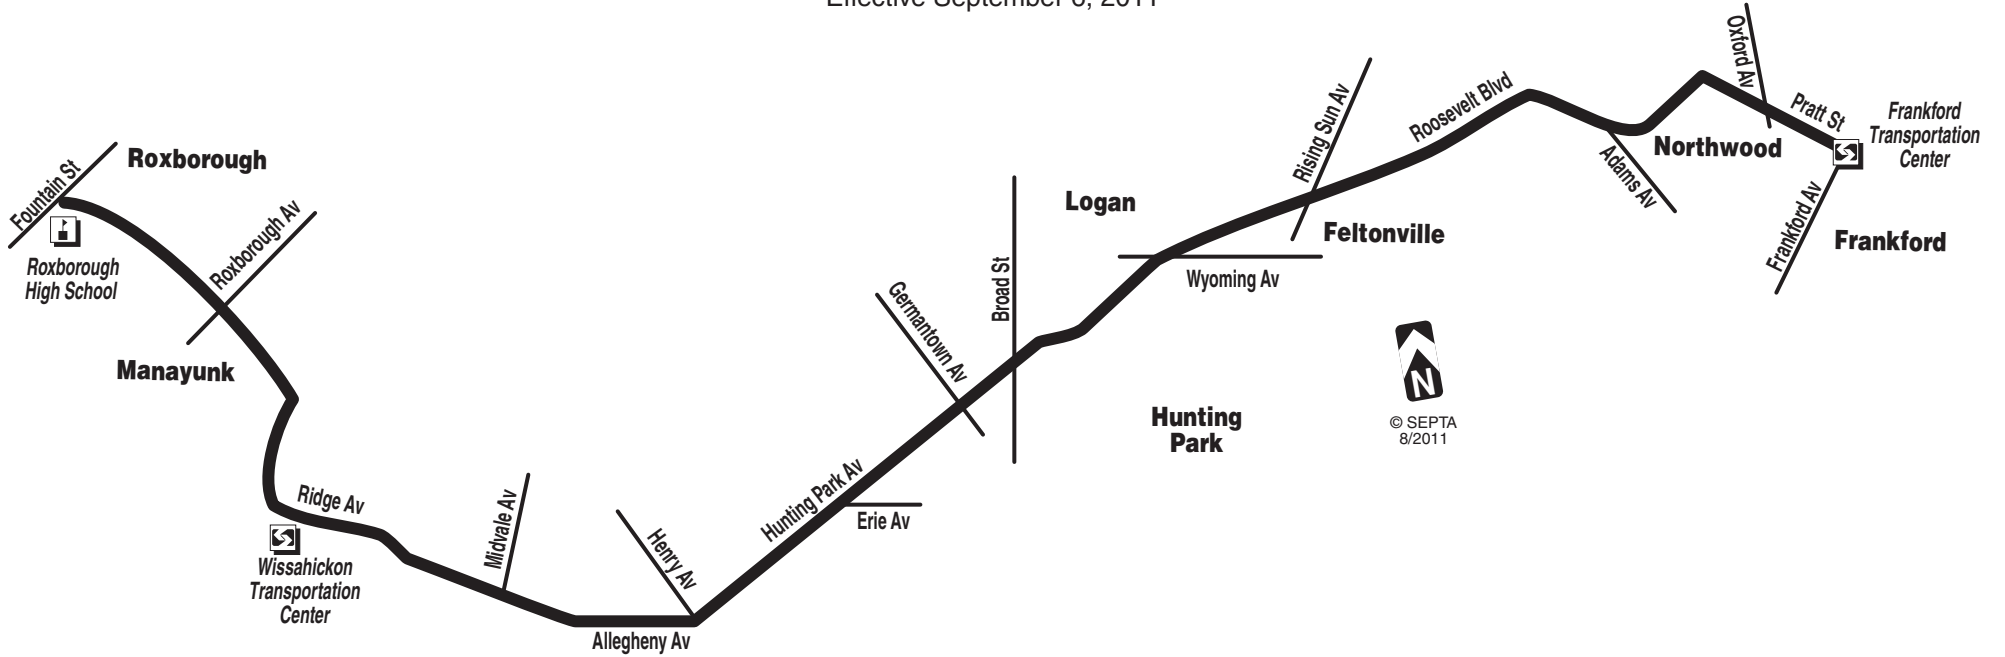 Effective September 6, 2011
Oxford Av
Pratt St
Frankford
Transportation
Center
Rising Sun Av
Roosevelt Blvd
Northwood
Adams Av
Frankford Av
Frankford
Fountain St
Roxborough
Roxborough
High School
Roxborough Av
Manayunk
Logan
Feltonville
Broad St
Wyoming Av
Germantown Av
N
© SEPTA
8/2011
Hunting
Park
Hunting Park Av
Erie Av
Ridge Av
Midvale Av
Henry Av
Wissahickon
Transportation
Center
Allegheny Av